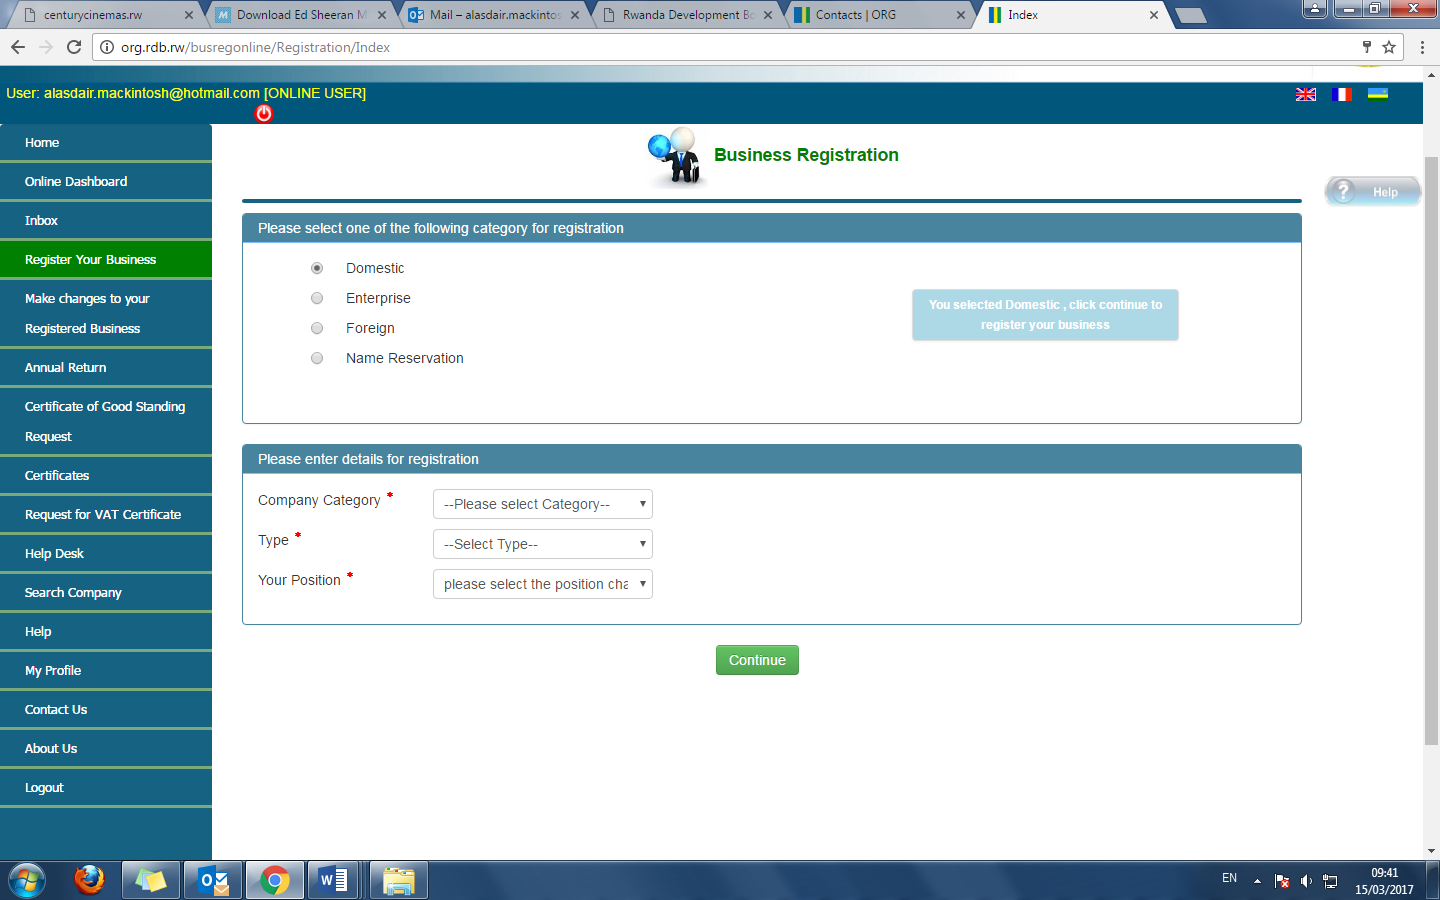 centurycinemas.rw
Download Ed Sheeran M
Mail – alasdair.mackintos
Rwanda Development Bo
Contacts | ORG
Index
org.rdb.rw/busregonline/Registration/Index
User: alasdair.mackintosh@hotmail.com [ONLINE USER]
Home
Online Dashboard
Inbox
Register Your Business
Make changes to your
Registered Business
Annual Return
Certificate of Good Standing
Request
Certificates
Request for VAT Certificate
Help Desk
Search Company
Help
My Profile
Contact Us
About Us
Logout
Business Registration
? Help
Please select one of the following category for registration
Domestic
Enterprise
Foreign
Name Reservation
You selected Domestic , click continue to
register your business
Please enter details for registration
Company Category *
--Please select Category--
Type *
--Select Type--
Your Position *
please select the position cha
Continue
EN
09:41
15/03/2017